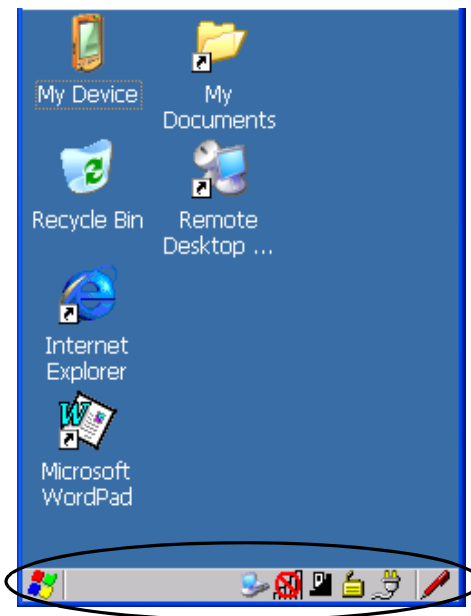 My Device
My
Documents
Recycle Bin
Remote
Desktop ...
Internet
Explorer
Microsoft
WordPad